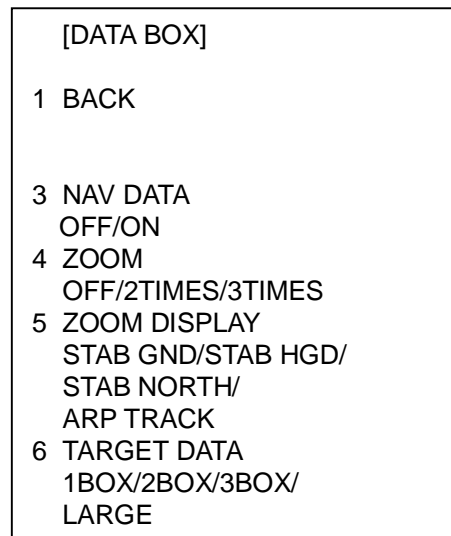 [DATA BOX]
1 BACK
3 NAV DATA
OFF/ON
4 ZOOM
OFF/2TIMES/3TIMES
5 ZOOM DISPLAY
STAB GND/STAB HGD/
STAB NORTH/
ARP TRACK
6 TARGET DATA
1BOX/2BOX/3BOX/
LARGE